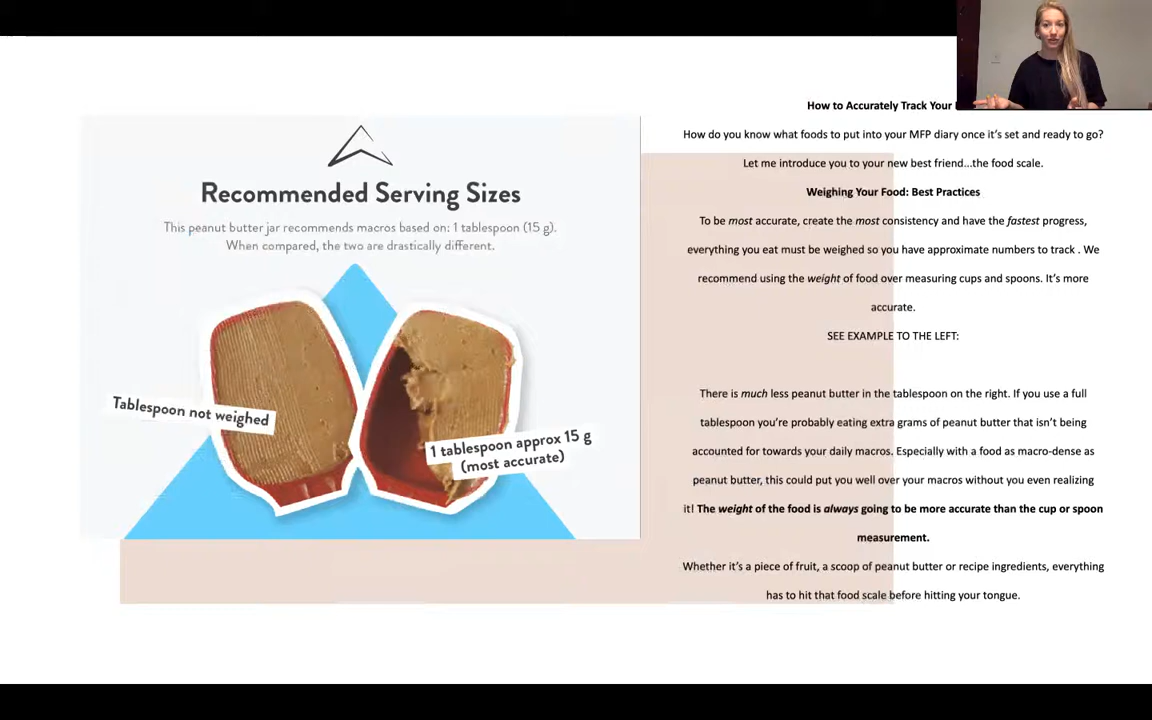 Recommended Serving Sizes
This peanut butter jar recommends macros based on: 1 tablespoon (15 g).
When compared, the two are drastically different.
Tablespoon not weighed
1 tablespoon approx 15 g
(most accurate)
How to Accurately Track Your
How do you know what foods to put into your MFP diary once it's set and ready to go?
Let me introduce you to your new best friend...the food scale.
Weighing Your Food: Best Practices
To be most accurate, create the most consistency and have the fastest progress,
everything you eat must be weighed so you have approximate numbers to track . We
recommend using the weight of food over measuring cups and spoons. It's more
accurate.
SEE EXAMPLE TO THE LEFT:
There is much less peanut butter in the tablespoon on the right. If you use a full
tablespoon you're probably eating extra grams of peanut butter that isn't being
accounted for towards your daily macros. Especially with a food as macro-dense as
peanut butter, this could put you well over your macros without you even realizing
it! The weight of the food is always going to be more accurate than the cup or spoon
measurement.
Whether it's a piece of fruit, a scoop of peanut butter or recipe ingredients, everything
has to hit that food scale before hitting your tongue.